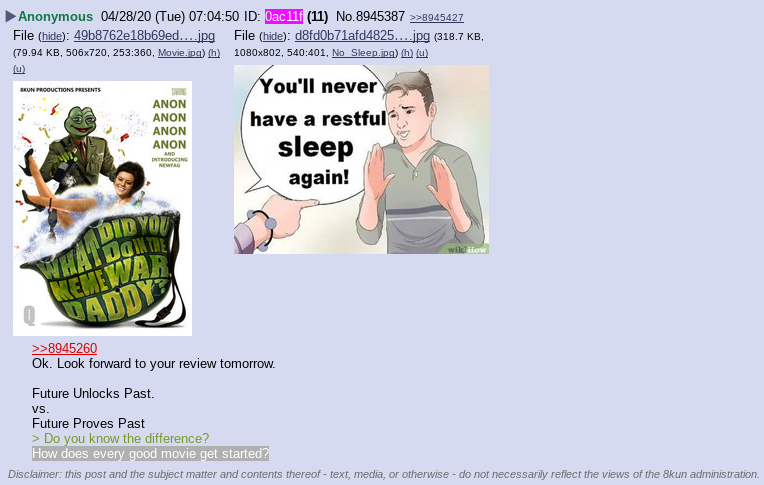 ▶Anonymous 04/28/20 (Tue) 07:04:50 ID: 0ac11f (11) No.8945387 >>8945427
File (hide): 49b8762e18b69ed….jpg
(79.94 KB, 506x720, 253:360, Movie.jpg) (h)
(u)
8KUN PRODUCTIONS PRESENTS
STARRING
ANON
ANON
ANON
ANON
AND
INTRODUCING
NEWFAG
WHAT DID YOU
DO IN THE
MEME WAR
DADDY?
Q
File (hide): d8fd0b71afd4825….jpg (318.7 KB,
1080x802, 540:401, No_Sleep.jpg) (h) (u)
You'll never
have a restful
sleep
again!
wikiHow
>>8945260
Ok. Look forward to your review tomorrow.
Future Unlocks Past.
vs.
Future Proves Past
> Do you know the difference?
How does every good movie get started?
Disclaimer: this post and the subject matter and contents thereof - text, media, or otherwise - do not necessarily reflect the views of the 8kun administration.